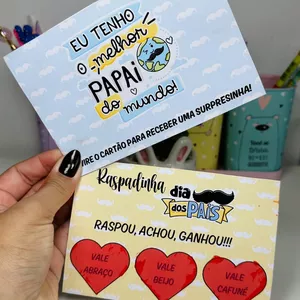 EU TENHO
O melhor
PAPAI
do mundo!
IRE O CARTÃO PARA RECEBER UMA SURPRESINHA!
Raspadinha dia
dos PAÍS
RASPOU, ACHOU, GANHOU!!!
VALE
ABRAÇO
VALE
BEIJO
VALE
CAFUNÉ